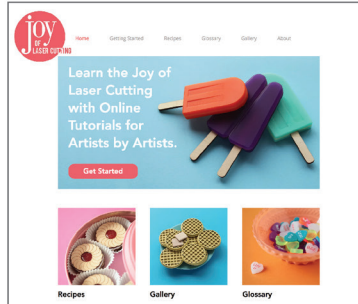 joy
OF
LASER CUTTING
Home Getting Started Recipes Glossary Gallery About
Learn the Joy of
Laser Cutting
with Online
Tutorials for
Artists by Artists.
Get Started
Recipes Gallery Glossary